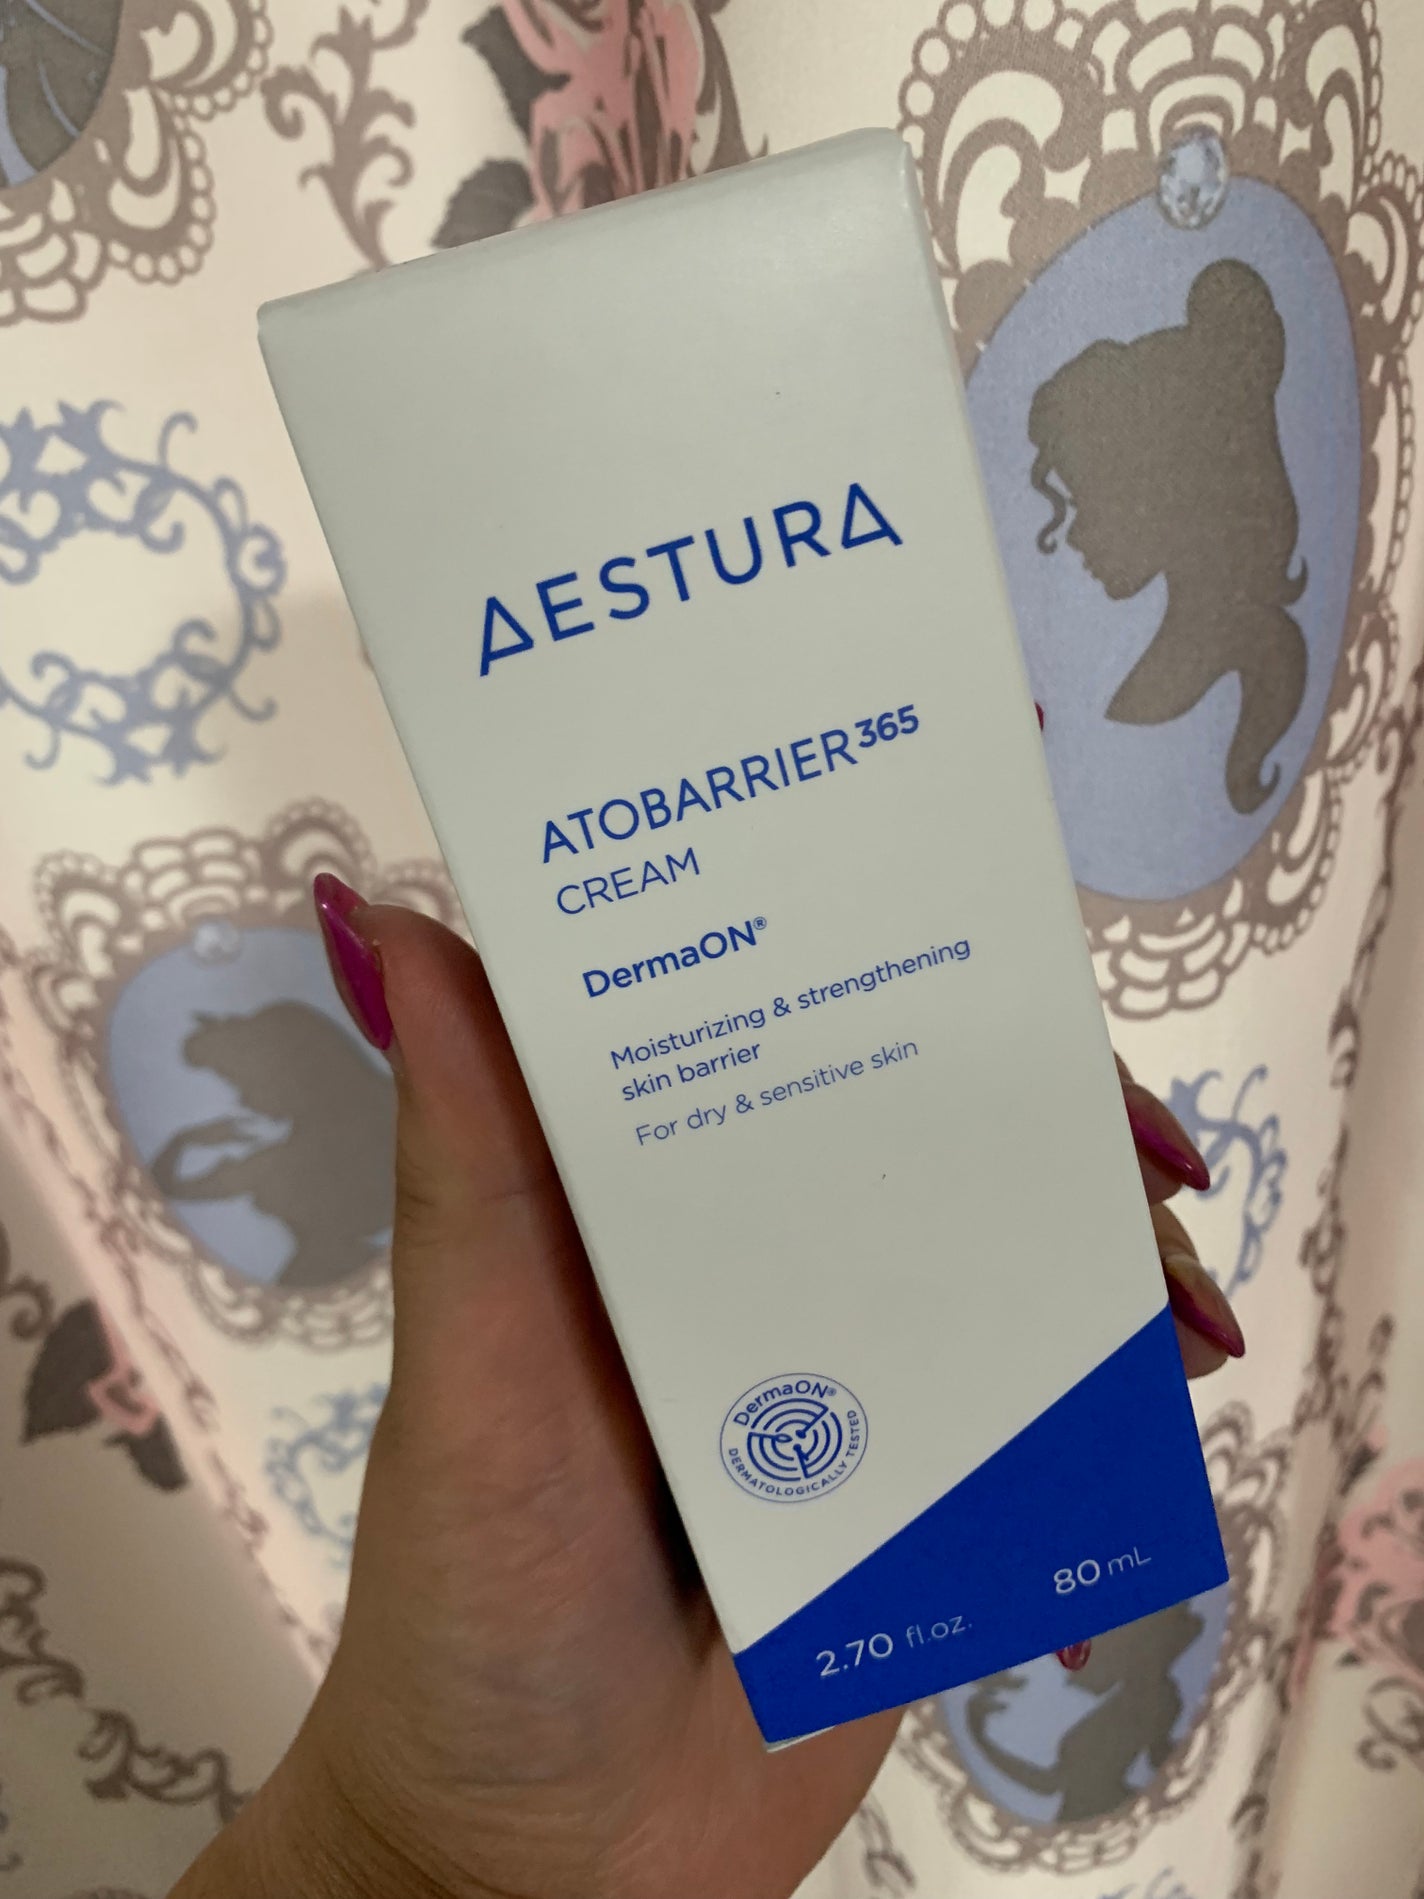 AESTURA
ATOBARRIER³⁶⁵
CREAM
DermaON®
Moisturizing & strengthening
skin barrier
For dry & sensitive skin
DermaON®
DERMATOLOGICALLY TESTED
2.70 fl.oz. 80 mL